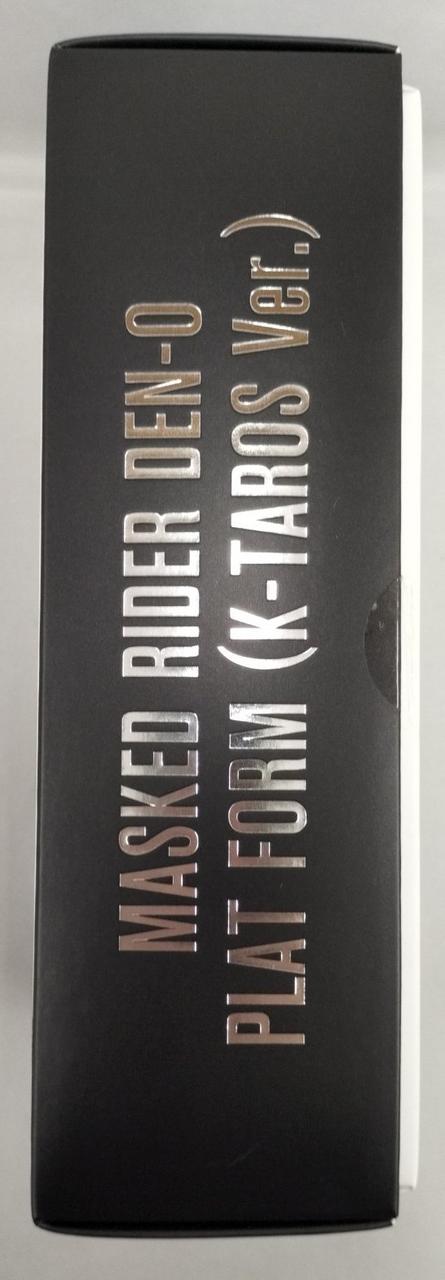 MASKED RIDER DEN-O
PLAT FORM (K-TAROS Ver.)